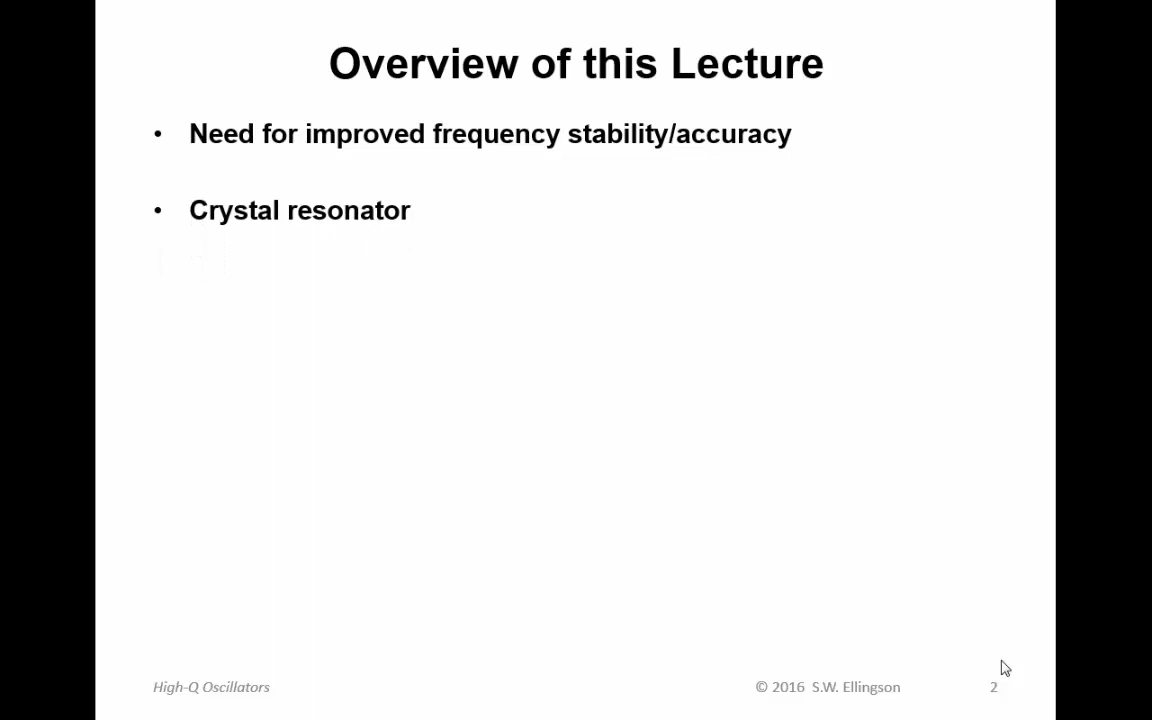 Overview of this Lecture
• Need for improved frequency stability/accuracy
• Crystal resonator
High-Q Oscillators © 2016 S.W. Ellingson 2